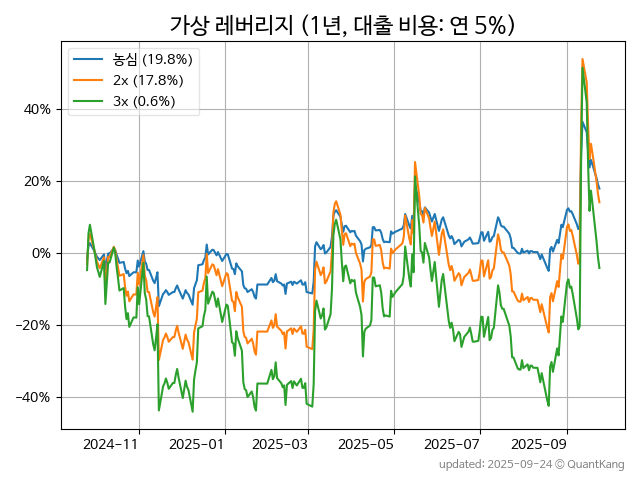 가상 레버리지 (1년, 대출 비용: 연 5%)
농심 (19.8%)
2x (17.8%)
3x (0.6%)
40%
20%
0%
−20%
−40%
2024-11
2025-01
2025-03
2025-05
2025-07
2025-09
updated: 2025-09-24 © QuantKang